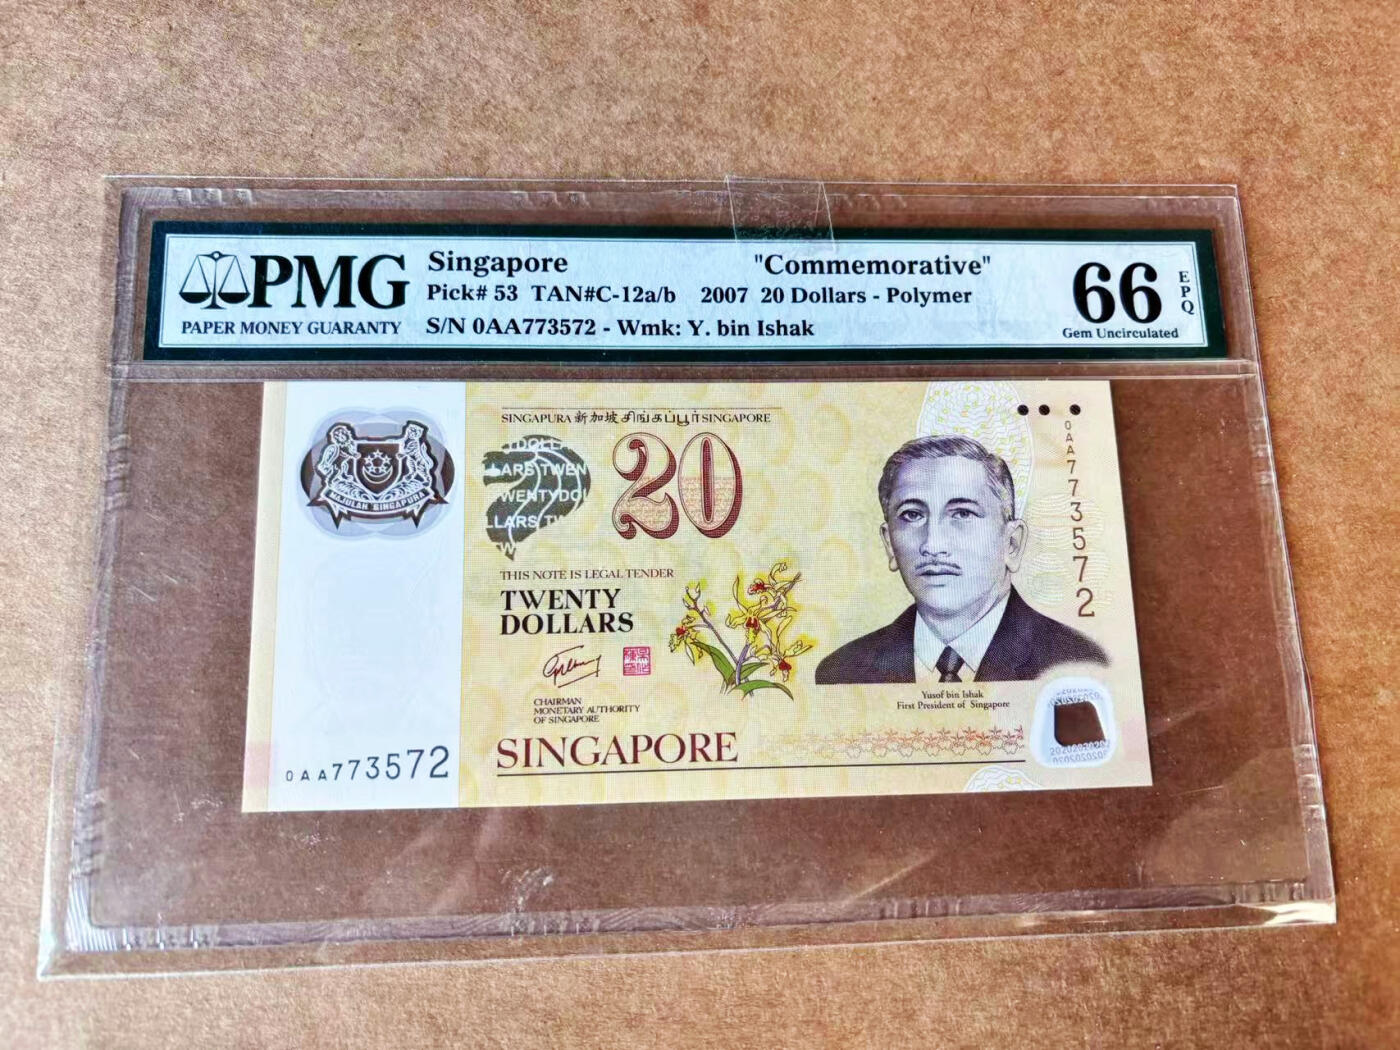 PMG
PAPER MONEY GUARANTY
Singapore "Commemorative"
Pick# 53 TAN#C-12a/b 2007 20 Dollars - Polymer
S/N 0AA773572 - Wmk: Y. bin Ishak
66
EPQ
Gem Uncirculated
SINGAPURA 新加坡 சிங்கப்பூர் SINGAPORE
MAJULAH SINGAPURA
20
0AA773572
THIS NOTE IS LEGAL TENDER
TWENTY
DOLLARS
CHAIRMAN
MONETARY AUTHORITY
OF SINGAPORE
Yusof bin Ishak
First President of Singapore
SINGAPORE
0AA773572